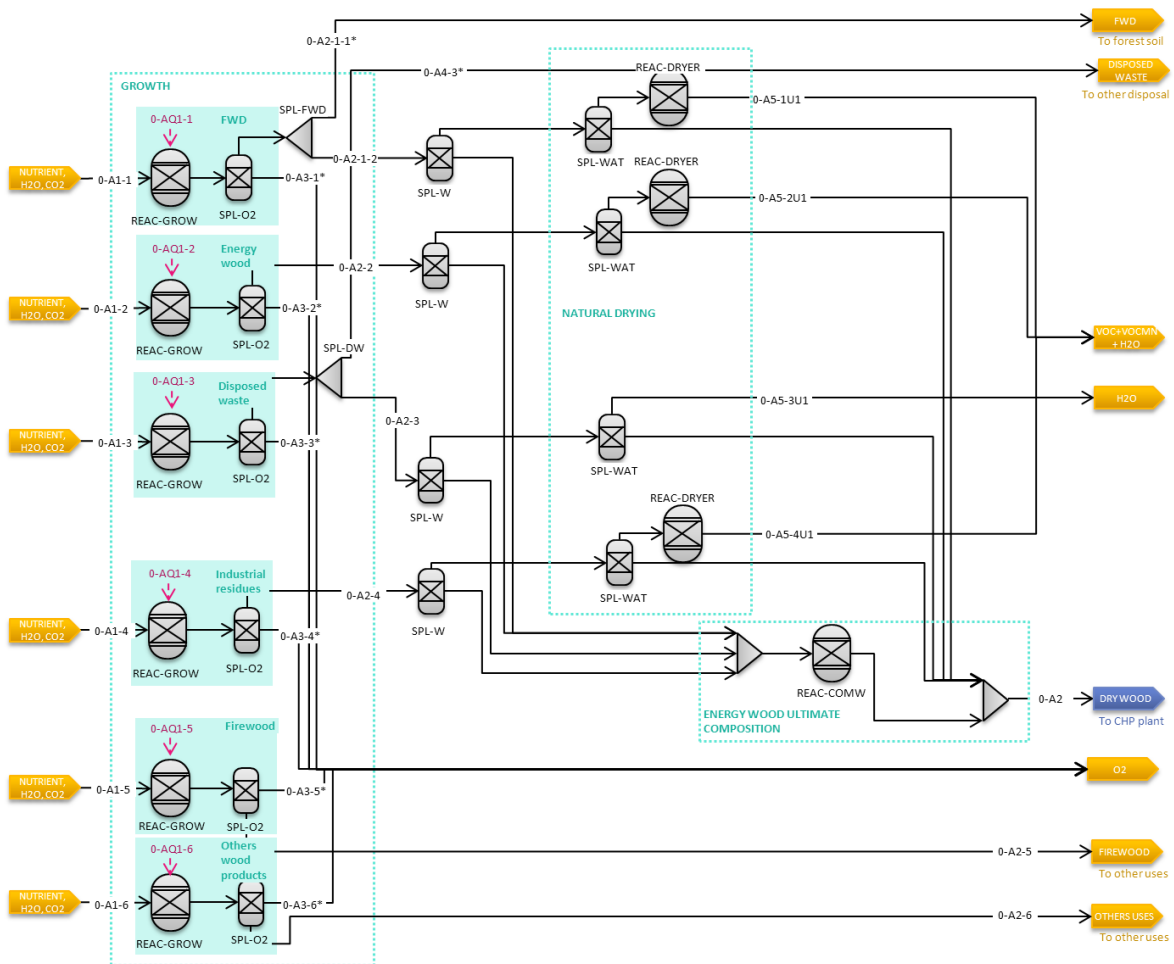 FWD
To forest soil
0-A2-1-1*
REAC-DRYER
0-A4-3*
DISPOSED
WASTE
To other disposal
GROWTH
SPL-FWD
0-A5-1U1
0-AQ1-1
FWD
SPL-WAT
REAC-DRYER
0-A2-1-2
NUTRIENT,
H2O, CO2
0-A1-1
0-A3-1*
SPL-W
0-A5-2U1
REAC-GROW
SPL-O2
0-AQ1-2
Energy
wood
0-A2-2
SPL-WAT
SPL-W
NUTRIENT,
H2O, CO2
0-A1-2
0-A3-2*
NATURAL DRYING
REAC-GROW
SPL-O2
SPL-DW
VOC+VOCMN
+ H2O
0-AQ1-3
Disposed
waste
0-A5-3U1
H2O
0-A2-3
NUTRIENT,
H2O, CO2
0-A1-3
0-A3-3*
SPL-WAT
REAC-GROW
SPL-O2
SPL-W
REAC-DRYER
0-A5-4U1
0-AQ1-4
Industrial
residues
0-A2-4
SPL-WAT
SPL-W
NUTRIENT,
H2O, CO2
0-A1-4
0-A3-4*
REAC-GROW
SPL-O2
REAC-COMW
0-A2
DRY WOOD
To CHP plant
ENERGY WOOD ULTIMATE
COMPOSITION
0-AQ1-5
Firewood
O2
NUTRIENT,
H2O, CO2
0-A1-5
0-A3-5*
REAC-GROW
SPL-O2
0-AQ1-6
Others
wood
products
0-A2-5
FIREWOOD
To other uses
NUTRIENT,
H2O, CO2
0-A1-6
0-A3-6*
0-A2-6
OTHERS USES
To other uses
REAC-GROW
SPL-O2